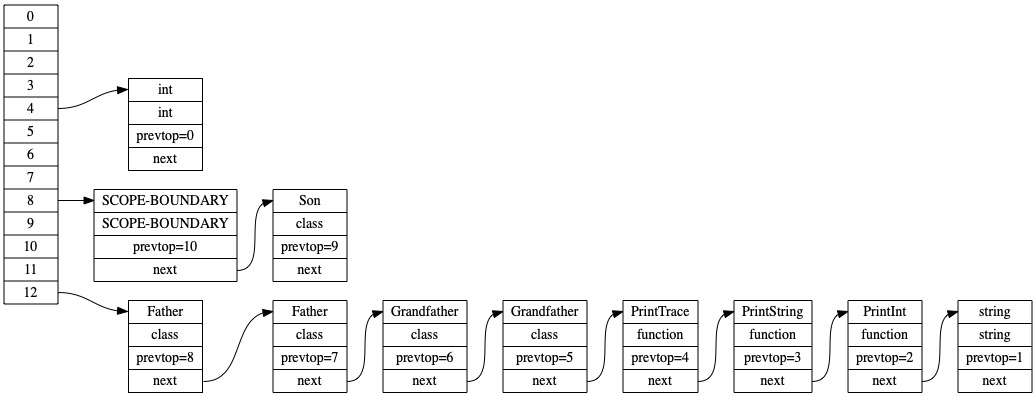 0
1
2
3
4
5
6
7
8
9
10
11
12
int
int
prevtop=0
next
SCOPE-BOUNDARY
SCOPE-BOUNDARY
prevtop=10
next
Son
class
prevtop=9
next
Father
class
prevtop=8
next
Father
class
prevtop=7
next
Grandfather
class
prevtop=6
next
Grandfather
class
prevtop=5
next
PrintTrace
function
prevtop=4
next
PrintString
function
prevtop=3
next
PrintInt
function
prevtop=2
next
string
string
prevtop=1
next